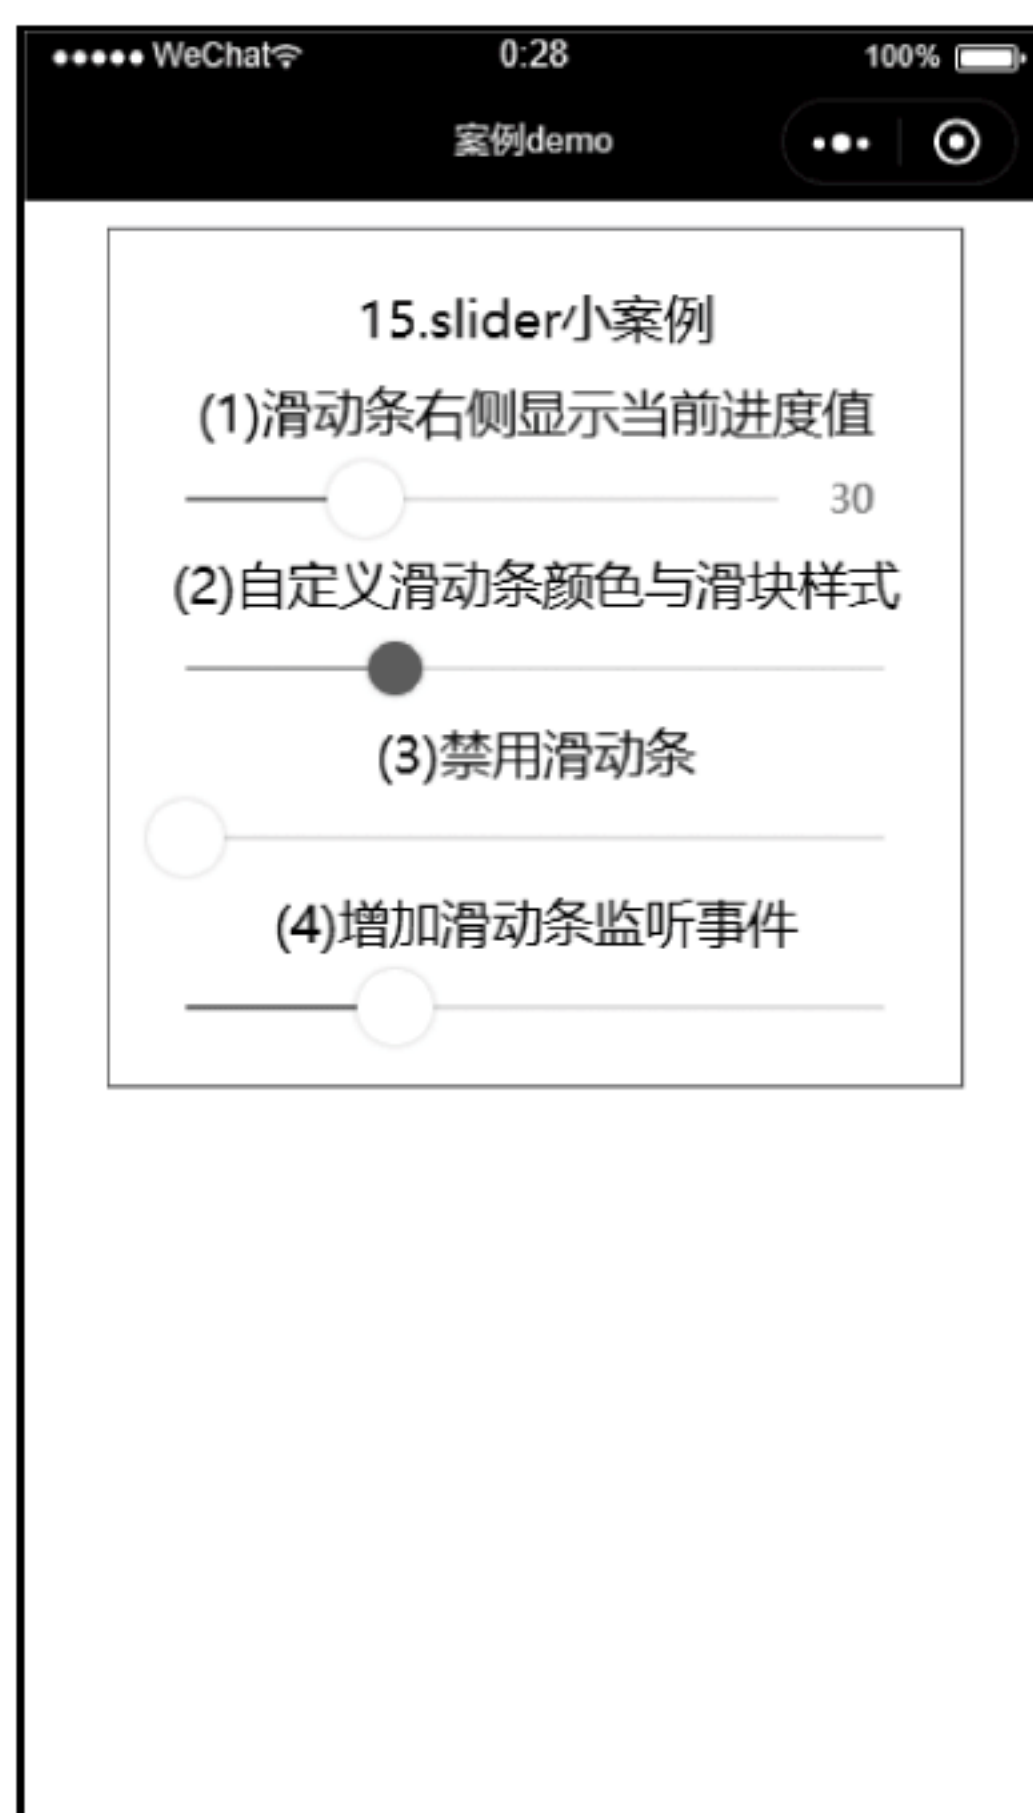 WeChat 0:28 100%
案例demo
15.slider小案例
(1)滑动条右侧显示当前进度值
30
(2)自定义滑动条颜色与滑块样式
(3)禁用滑动条
(4)增加滑动条监听事件